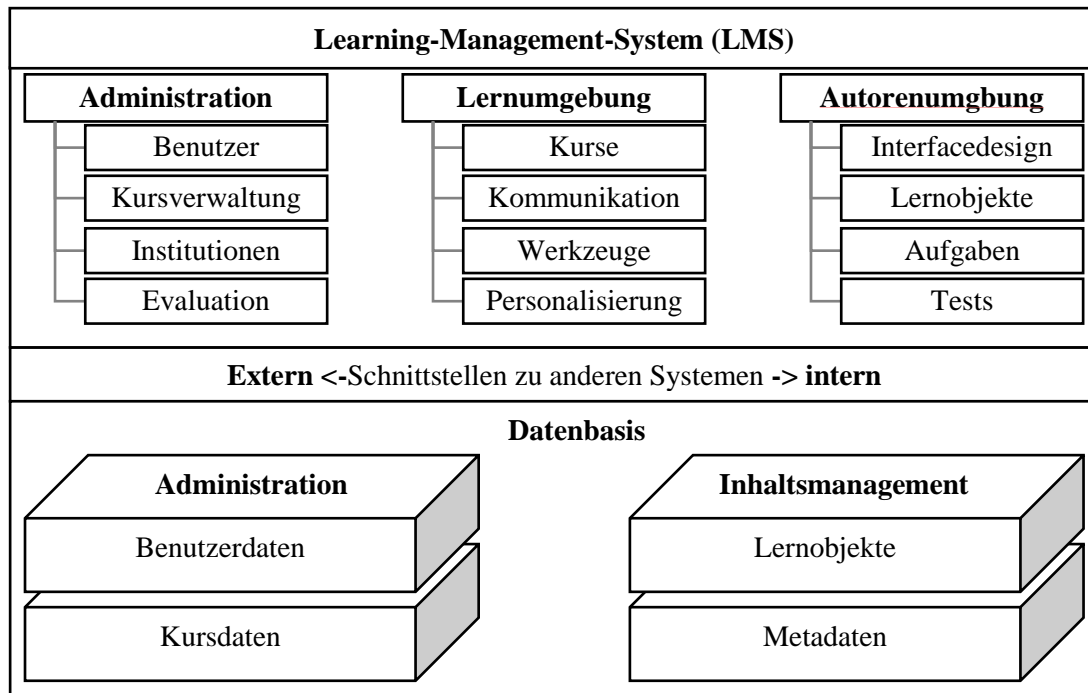 Learning-Management-System (LMS)
Administration
Benutzer
Kursverwaltung
Institutionen
Evaluation
Lernumgebung
Kurse
Kommunikation
Werkzeuge
Personalisierung
Autorenumgbung
Interfacedesign
Lernobjekte
Aufgaben
Tests
Extern <-Schnittstellen zu anderen Systemen -> intern
Datenbasis
Administration
Benutzerdaten
Kursdaten
Inhaltsmanagement
Lernobjekte
Metadaten